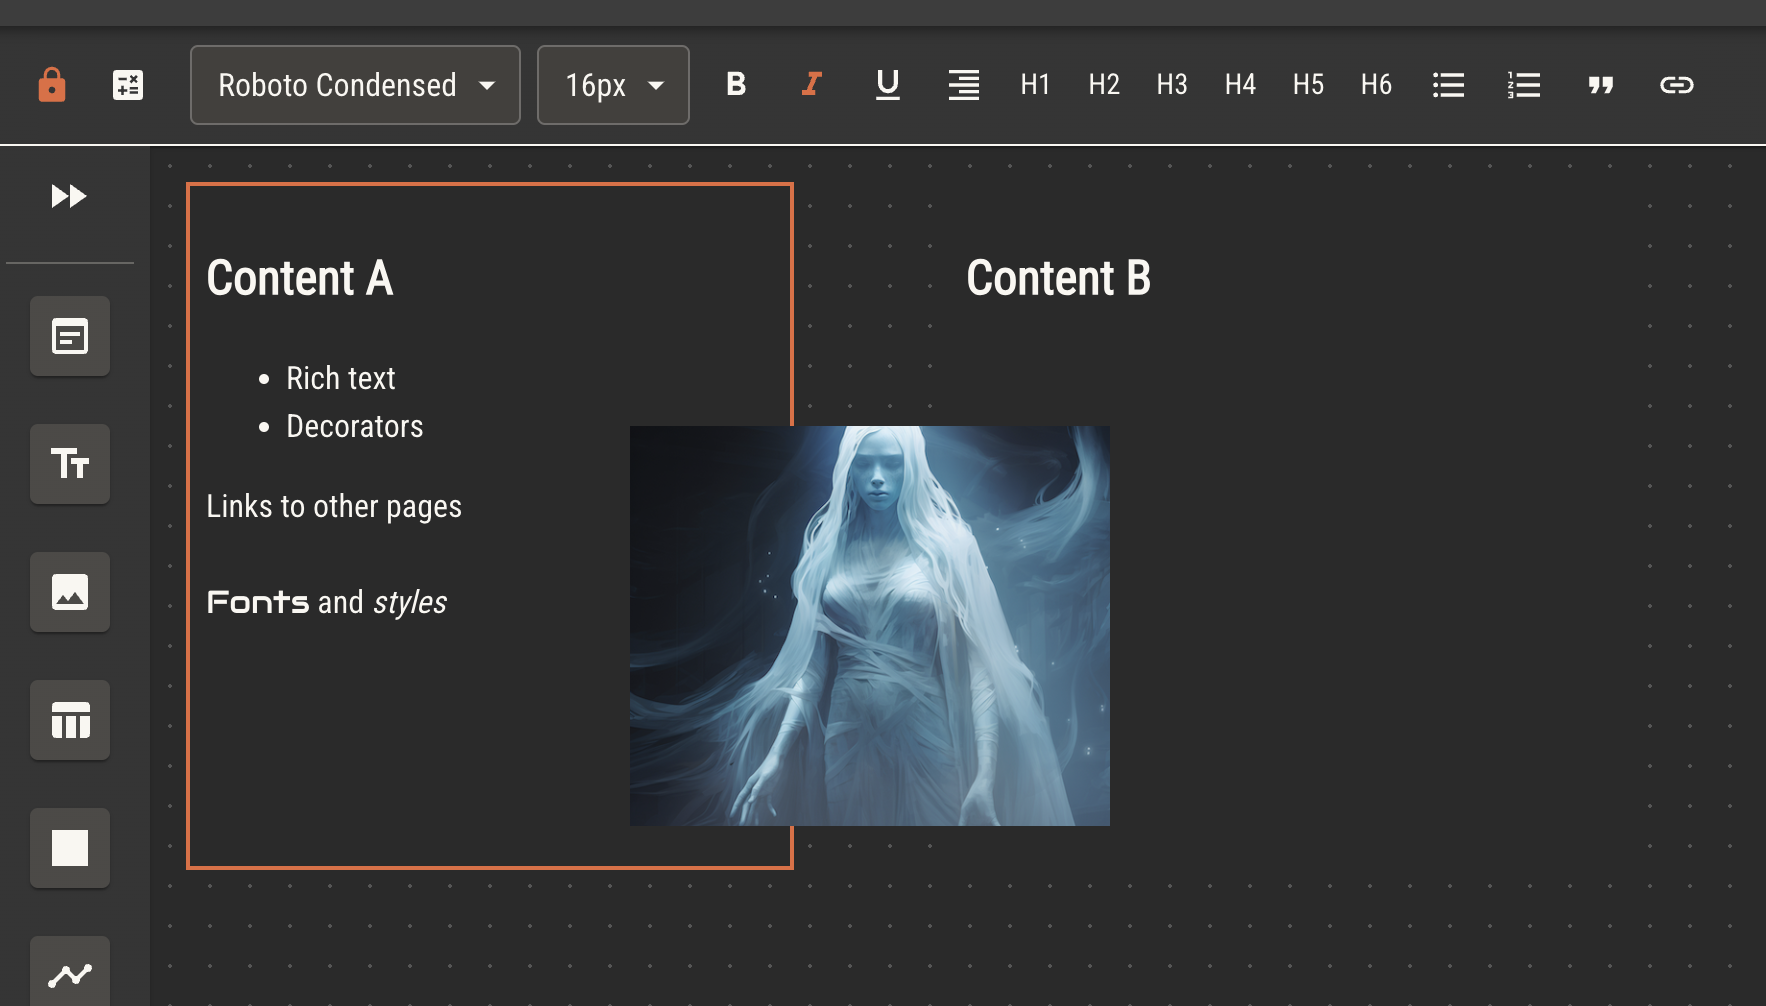 Roboto Condensed 16px B I U H1 H2 H3 H4 H5 H6
Content A
• Rich text
• Decorators
Links to other pages
Fonts and styles
Content B